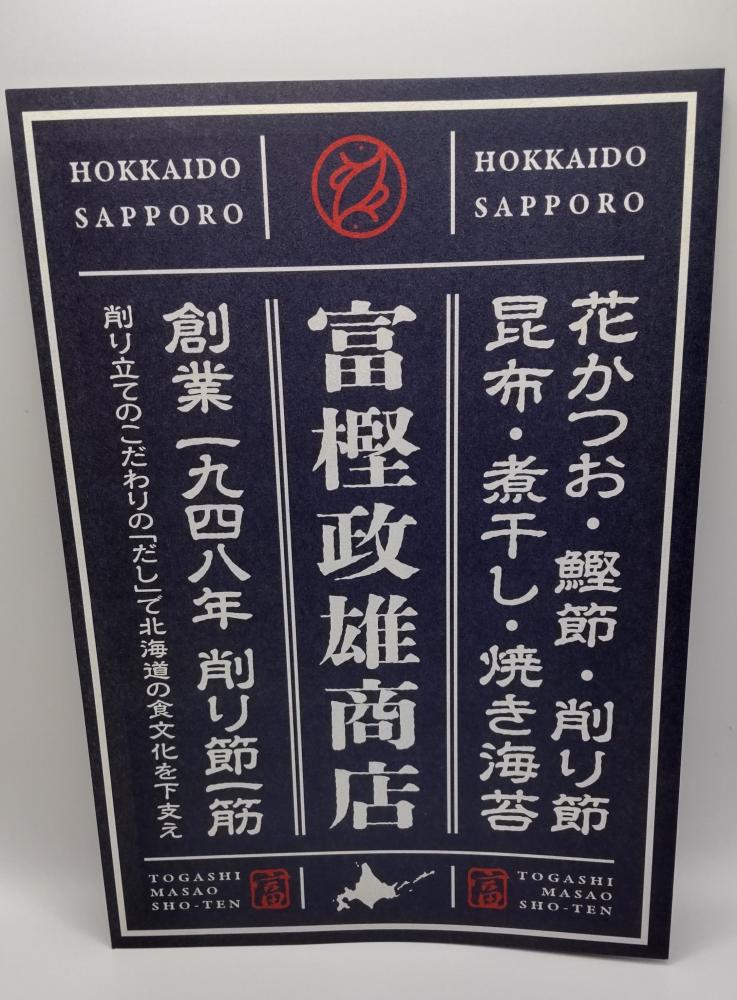 HOKKAIDO
SAPPORO
HOKKAIDO
SAPPORO
花かつお・鰹節・削り節
昆布・煮干し・焼き海苔
富樫政雄商店
創業一九四八年 削り節一筋
削り立てのこだわりの「だし」で北海道の食文化を下支え
TOGASHI
MASAO
SHO-TEN
富
富
TOGASHI
MASAO
SHO-TEN